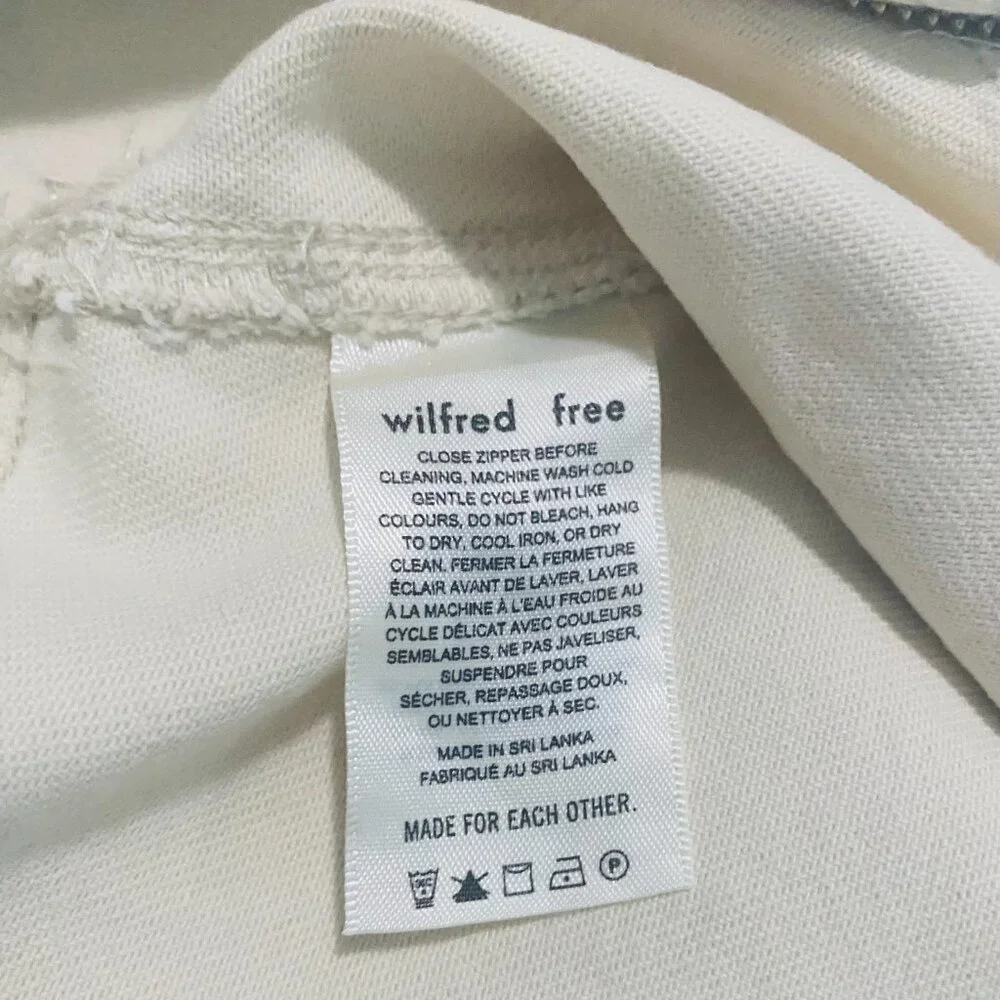 wilfred free
CLOSE ZIPPER BEFORE
CLEANING, MACHINE WASH COLD
GENTLE CYCLE WITH LIKE
COLOURS, DO NOT BLEACH, HANG
TO DRY, COOL IRON, OR DRY
CLEAN. FERMER LA FERMETURE
ÉCLAIR AVANT DE LAVER, LAVER
À LA MACHINE À L'EAU FROIDE AU
CYCLE DÉLICAT AVEC COULEURS
SEMBLABLES, NE PAS JAVELISER,
SUSPENDRE POUR
SÉCHER, REPASSAGE DOUX,
OU NETTOYER À SEC.
MADE IN SRI LANKA
FABRIQUÉ AU SRI LANKA
MADE FOR EACH OTHER.
P